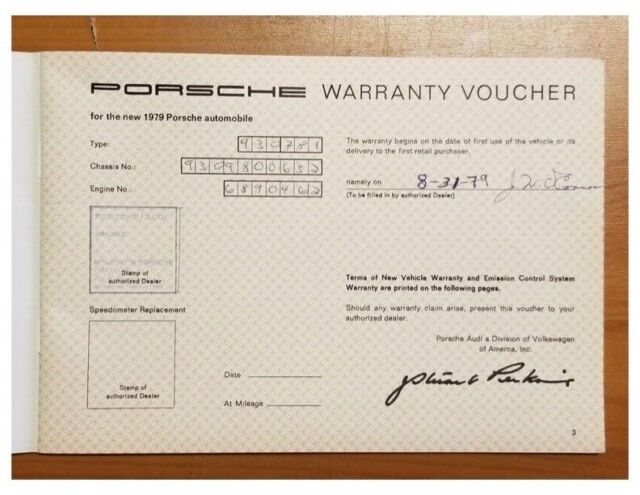 PORSCHE WARRANTY VOUCHER
for the new 1979 Porsche automobile
Type: 930781
Chassis No.: 9309800652
Engine No.: 6890462
The warranty begins on the date of first use of the vehicle or its
delivery to the first retail purchaser,
namely on 8-31-79
(To be filled in by authorized Dealer)
PORSCHE / AUDI
Stamp of
authorized Dealer
Terms of New Vehicle Warranty and Emission Control System
Warranty are printed on the following pages.
Speedometer Replacement
Should any warranty claim arise, present this voucher to your
authorized dealer.
Porsche Audi a Division of Volkswagen
of America, Inc.
Stamp of
authorized Dealer
Date
At Mileage
3